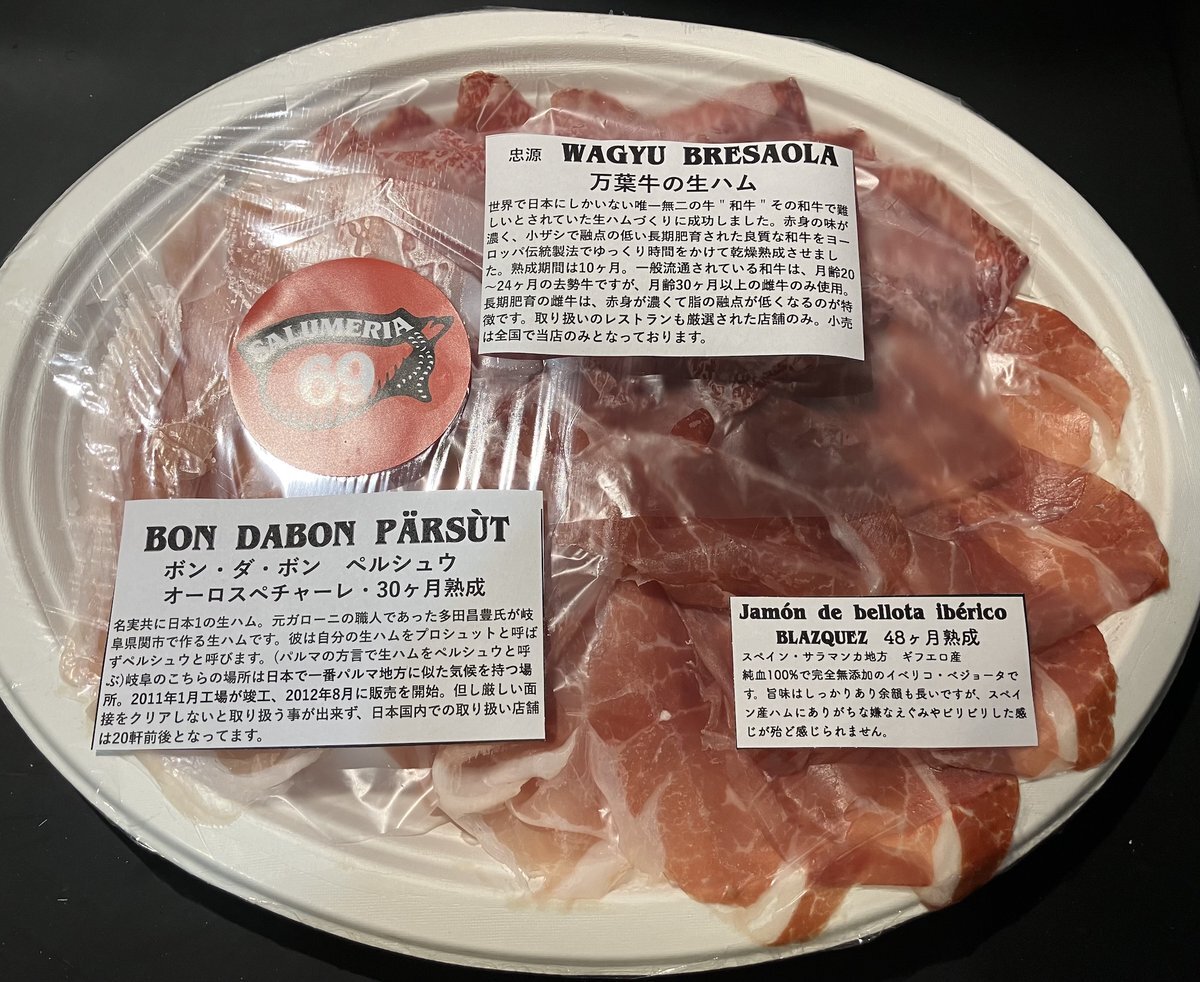 忠源 WAGYU BRESAOLA
万葉牛の生ハム
世界で日本にしかいない唯一無二の牛"和牛"その和牛で難
しいとされていた生ハムづくりに成功しました。赤身の味が
濃く、小ザシで融点の低い長期肥育された良質な和牛をヨー
ロッパ伝統製法でゆっくり時間をかけて乾燥熟成させまし
た。熟成期間は10ヶ月。一般流通されている和牛は、月齢20
〜24ヶ月の去勢牛ですが、月齢30ヶ月以上の雌牛のみ使用。
長期肥育の雌牛は、赤身が濃くて脂の融点が低くなるのが特
徴です。取り扱いのレストランも厳選された店舗のみ。小売
は全国で当店のみとなっております。
SALUMERIA
69
BON DABON PÄRSÙT
ボン・ダ・ボン ペルシュウ
オーロスペチャーレ・30ヶ月熟成
名実共に日本1の生ハム。元ガローニの職人であった多田昌豊氏が岐
阜県関市で作る生ハムです。彼は自分の生ハムをプロシュットと呼ば
ずペルシュウと呼びます。(パルマの方言で生ハムをペルシュウと呼
ぶ)岐阜のこちらの場所は日本で一番パルマ地方に似た気候を持つ場
所。2011年1月工場が竣工、2012年8月に販売を開始。但し厳しい面
接をクリアしないと取り扱う事が出来ず、日本国内での取り扱い店舗
は20軒前後となってます。
Jamón de bellota ibérico
BLAZQUEZ 48ヶ月熟成
スペイン・サラマンカ地方 ギフエロ産
純血100%で完全無添加のイベリコ・ベジョータで
す。旨味はしっかりあり余韻も長いですが、スペイ
ン産ハムにありがちな嫌なえぐみやピリピリした感
じが殆ど感じられません。